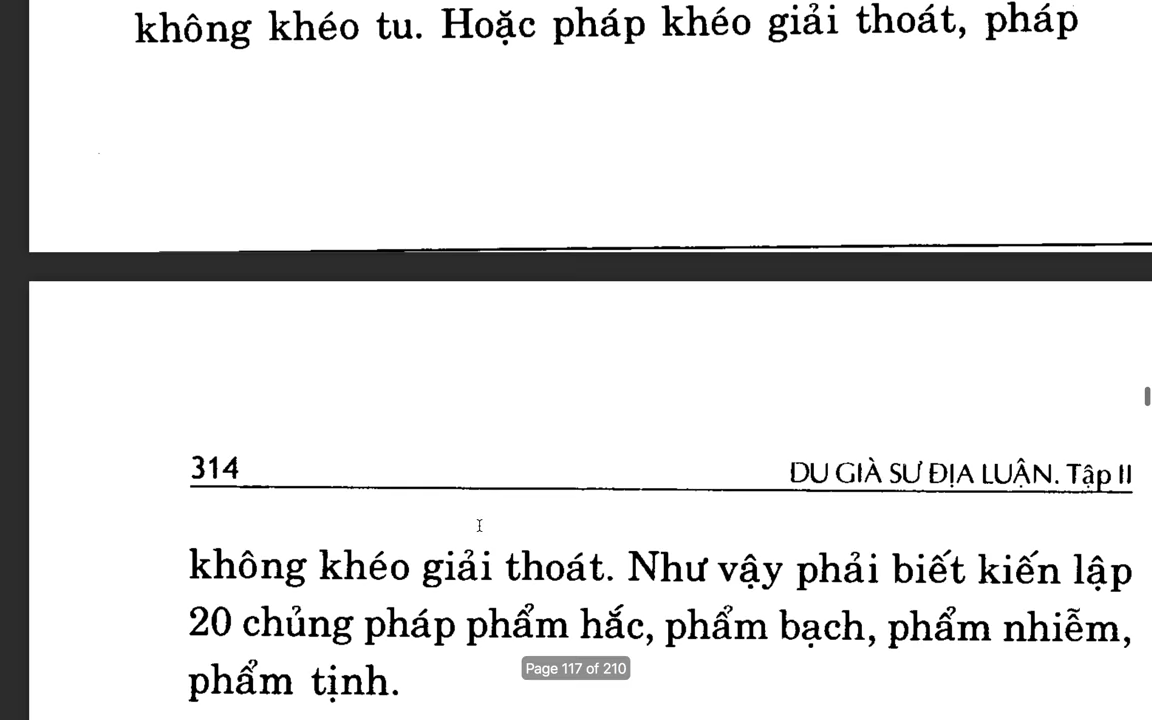 không khéo tu. Hoặc pháp khéo giải thoát, pháp
314
DU GIÀ SƯ ĐỊA LUẬN. Tập II
không khéo giải thoát. Như vậy phải biết kiến lập
20 chủng pháp phẩm hắc, phẩm bạch, phẩm nhiễm,
phẩm tịnh.
Page 117 of 210